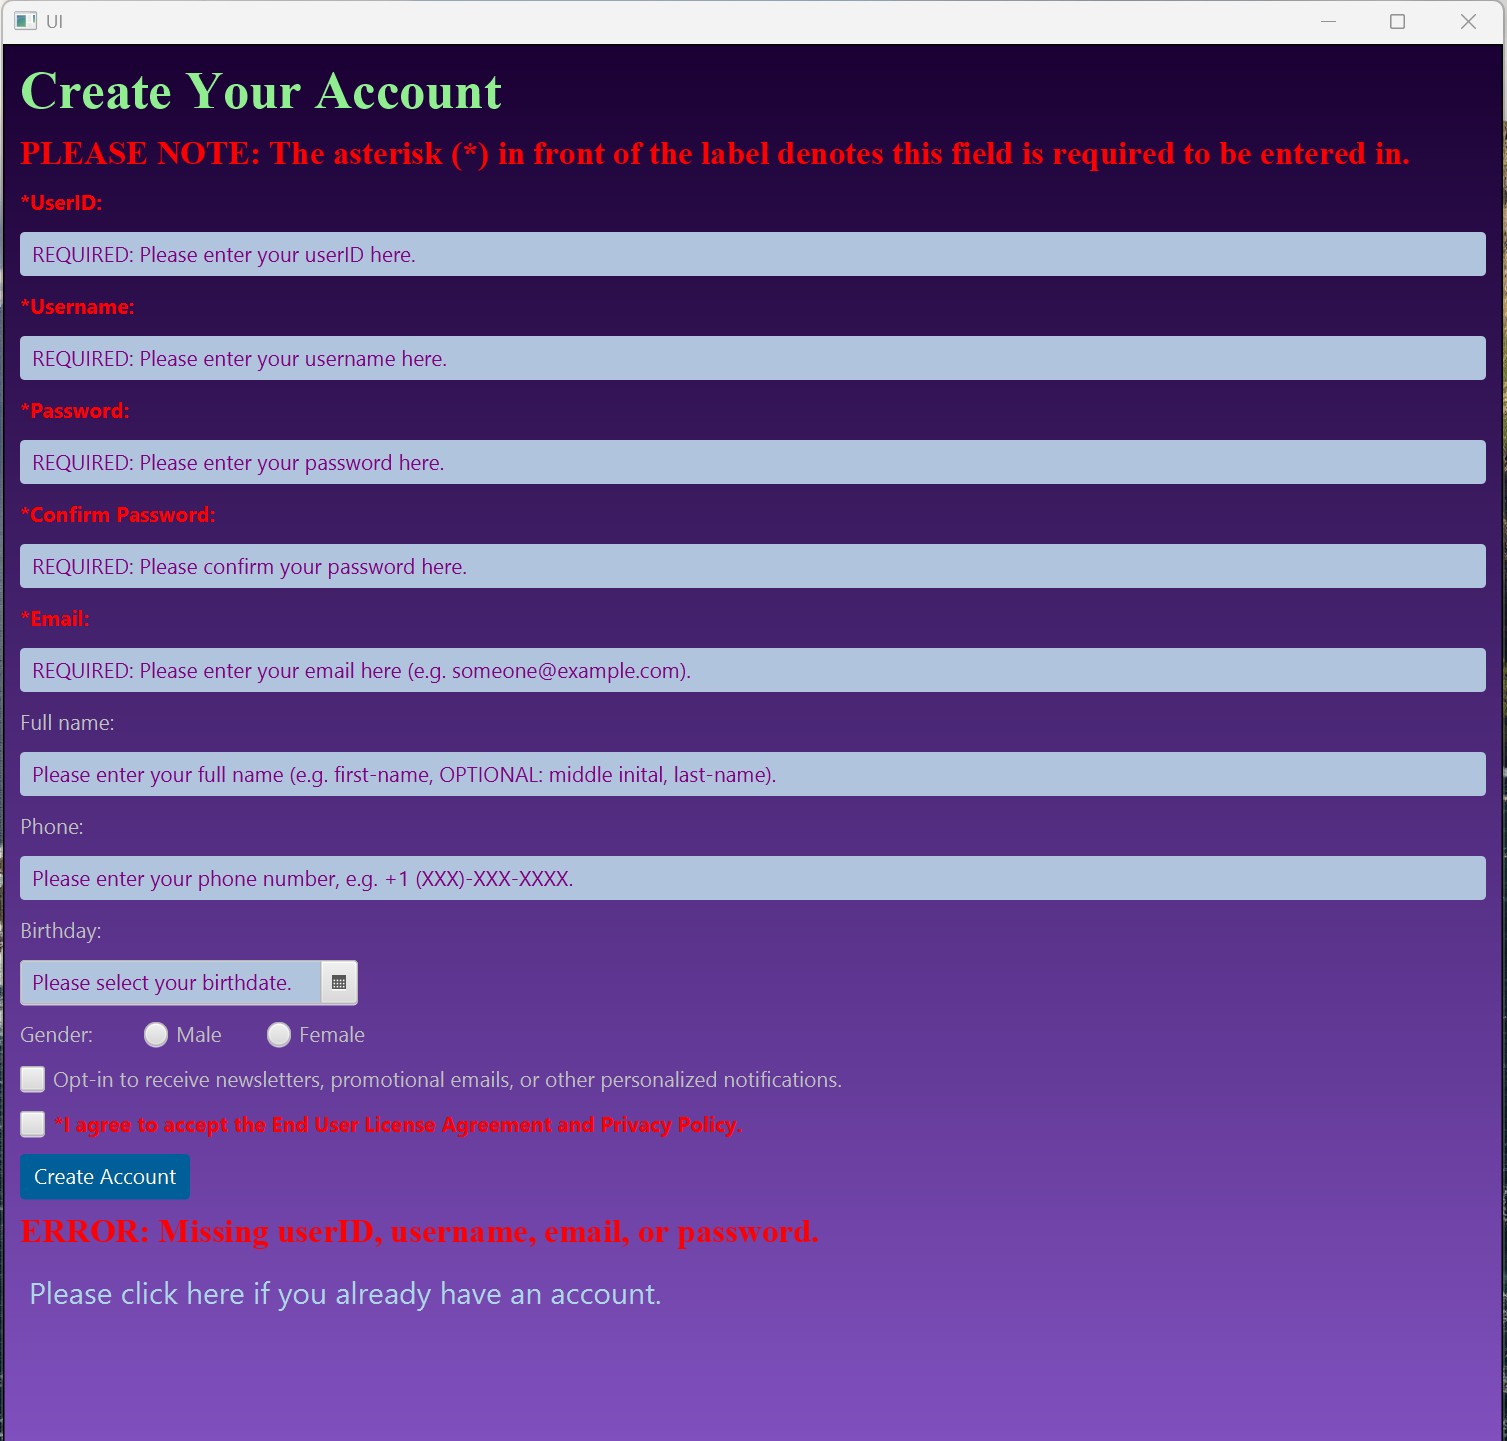 UI
Create Your Account
PLEASE NOTE: The asterisk (*) in front of the label denotes this field is required to be entered in.
*UserID:
REQUIRED: Please enter your userID here.
*Username:
REQUIRED: Please enter your username here.
*Password:
REQUIRED: Please enter your password here.
*Confirm Password:
REQUIRED: Please confirm your password here.
*Email:
REQUIRED: Please enter your email here (e.g. someone@example.com).
Full name:
Please enter your full name (e.g. first-name, OPTIONAL: middle inital, last-name).
Phone:
Please enter your phone number, e.g. +1 (XXX)-XXX-XXXX.
Birthday:
Please select your birthdate.
Gender: Male Female
Opt-in to receive newsletters, promotional emails, or other personalized notifications.
*I agree to accept the End User License Agreement and Privacy Policy.
Create Account
ERROR: Missing userID, username, email, or password.
Please click here if you already have an account.